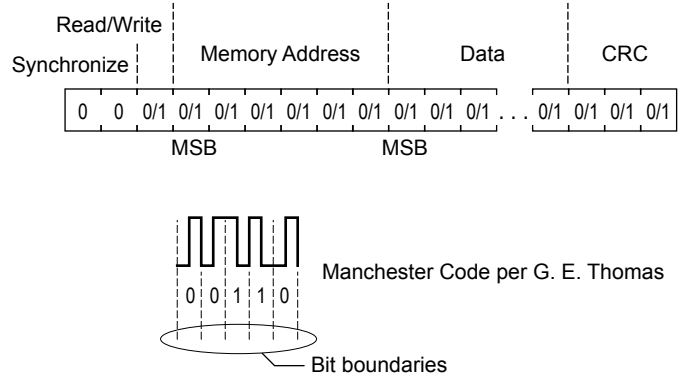 Read/Write
Memory Address Data CRC
Synchronize
0 0 0/1 0/1 0/1 0/1 0/1 0/1 0/1 0/1 0/1 0/1 . . . 0/1 0/1 0/1 0/1
MSB MSB
Manchester Code per G. E. Thomas
0 0 1 1 0
Bit boundaries